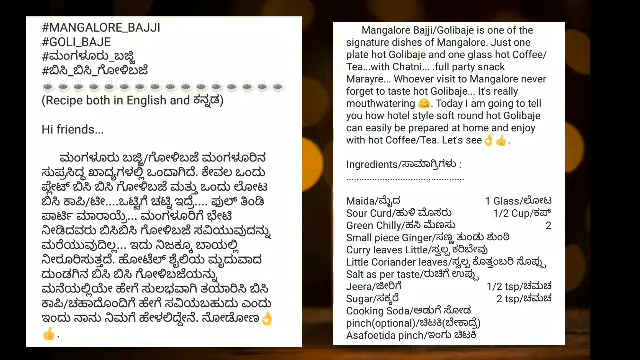 #MANGALORE_BAJJI
#GOLI_BAJE
#ಮಂಗಳೂರು_ಬಜ್ಜಿ
#ಬಿಸಿ_ಬಿಸಿ_ಗೋಳಿಬಜೆ
☕☕☕☕☕☕☕☕☕☕☕☕☕☕☕
(Recipe both in English and ಕನ್ನಡ)
Hi friends...
ಮಂಗಳೂರು ಬಜ್ಜಿ/ಗೋಳಿಬಜೆ ಮಂಗಳೂರಿನ
ಸುಪ್ರಸಿದ್ಧ ಖಾದ್ಯಗಳಲ್ಲಿ ಒಂದಾಗಿದೆ. ಕೇವಲ ಒಂದು
ಪ್ಲೇಟ್ ಬಿಸಿ ಬಿಸಿ ಗೋಳಿಬಜೆ ಮತ್ತು ಒಂದು ಲೋಟ
ಬಿಸಿ ಕಾಪಿ/ಟೀ....ಒಟ್ಟಿಗೆ ಚಟ್ನಿ ಇದ್ರೆ..... ಫುಲ್ ತಿಂಡಿ
ಪಾರ್ಟಿ ಮಾರಾಯ್ರೆ... ಮಂಗಳೂರಿಗೆ ಭೇಟಿ
ನೀಡಿದವರು ಬಿಸಿಬಿಸಿ ಗೋಳಿಬಜೆ ಸವಿಯುವುದನ್ನು
ಮರೆಯುವುದಿಲ್ಲ... ಇದು ನಿಜಕ್ಕೂ ಬಾಯಲ್ಲಿ
ನೀರೂರಿಸುತ್ತದೆ. ಹೋಟೆಲ್ ಶೈಲಿಯ ಮೃದುವಾದ
ದುಂಡಗಿನ ಬಿಸಿ ಬಿಸಿ ಗೋಳಿಬಜೆಯನ್ನು
ಮನೆಯಲ್ಲಿಯೇ ಹೇಗೆ ಸುಲಭವಾಗಿ ತಯಾರಿಸಿ ಬಿಸಿ
ಕಾಪಿ/ಚಹಾದೊಂದಿಗೆ ಹೇಗೆ ಸವಿಯಬಹುದು ಎಂದು
ಇಂದು ನಾನು ನಿಮಗೆ ಹೇಳಲಿದ್ದೇನೆ. ನೋಡೋಣ👌
👍.
Mangalore Bajji/Golibaje is one of the
signature dishes of Mangalore. Just one
plate hot Golibaje and one glass hot Coffee/
Tea...with Chatni... .full party snack
Marayre... Whoever visit to Mangalore never
forget to taste hot Golibaje... It's really
mouthwatering 😋. Today I am going to tell
you how hotel style soft round hot Golibaje
can easily be prepared at home and enjoy
with hot Coffee/Tea. Let's see👌👍.
Ingredients/ಸಾಮಾಗ್ರಿಗಳು :
.............................................
Maida/ಮೈದ 1 Glass/ಲೋಟ
Sour Curd/ಹುಳಿ ಮೊಸರು 1/2 Cup/ಕಪ್
Green Chilly/ಹಸಿ ಮೆಣಸು 2
Small piece Ginger/ಸಣ್ಣ ತುಂಡು ಶುಂಠಿ
Curry leaves Little/ಸ್ವಲ್ಪ ಕರಿಬೇವು
Little Coriander leaves/ಸ್ವಲ್ಪ ಕೊತ್ತಂಬರಿ ಸೊಪ್ಪು
Salt as per taste/ರುಚಿಗೆ ಉಪ್ಪು
Jeera/ಜೀರಿಗೆ 1/2 tsp/ಚಮಚ
Sugar/ಸಕ್ಕರೆ 2 tsp/ಚಮಚ
Cooking Soda/ಅಡುಗೆ ಸೋಡ
pinch(optional)/ಚಿಟಿಕೆ(ಬೇಕಾದ್ರೆ)
Asafoetida pinch/ಇಂಗು ಚಿಟಿಕೆ